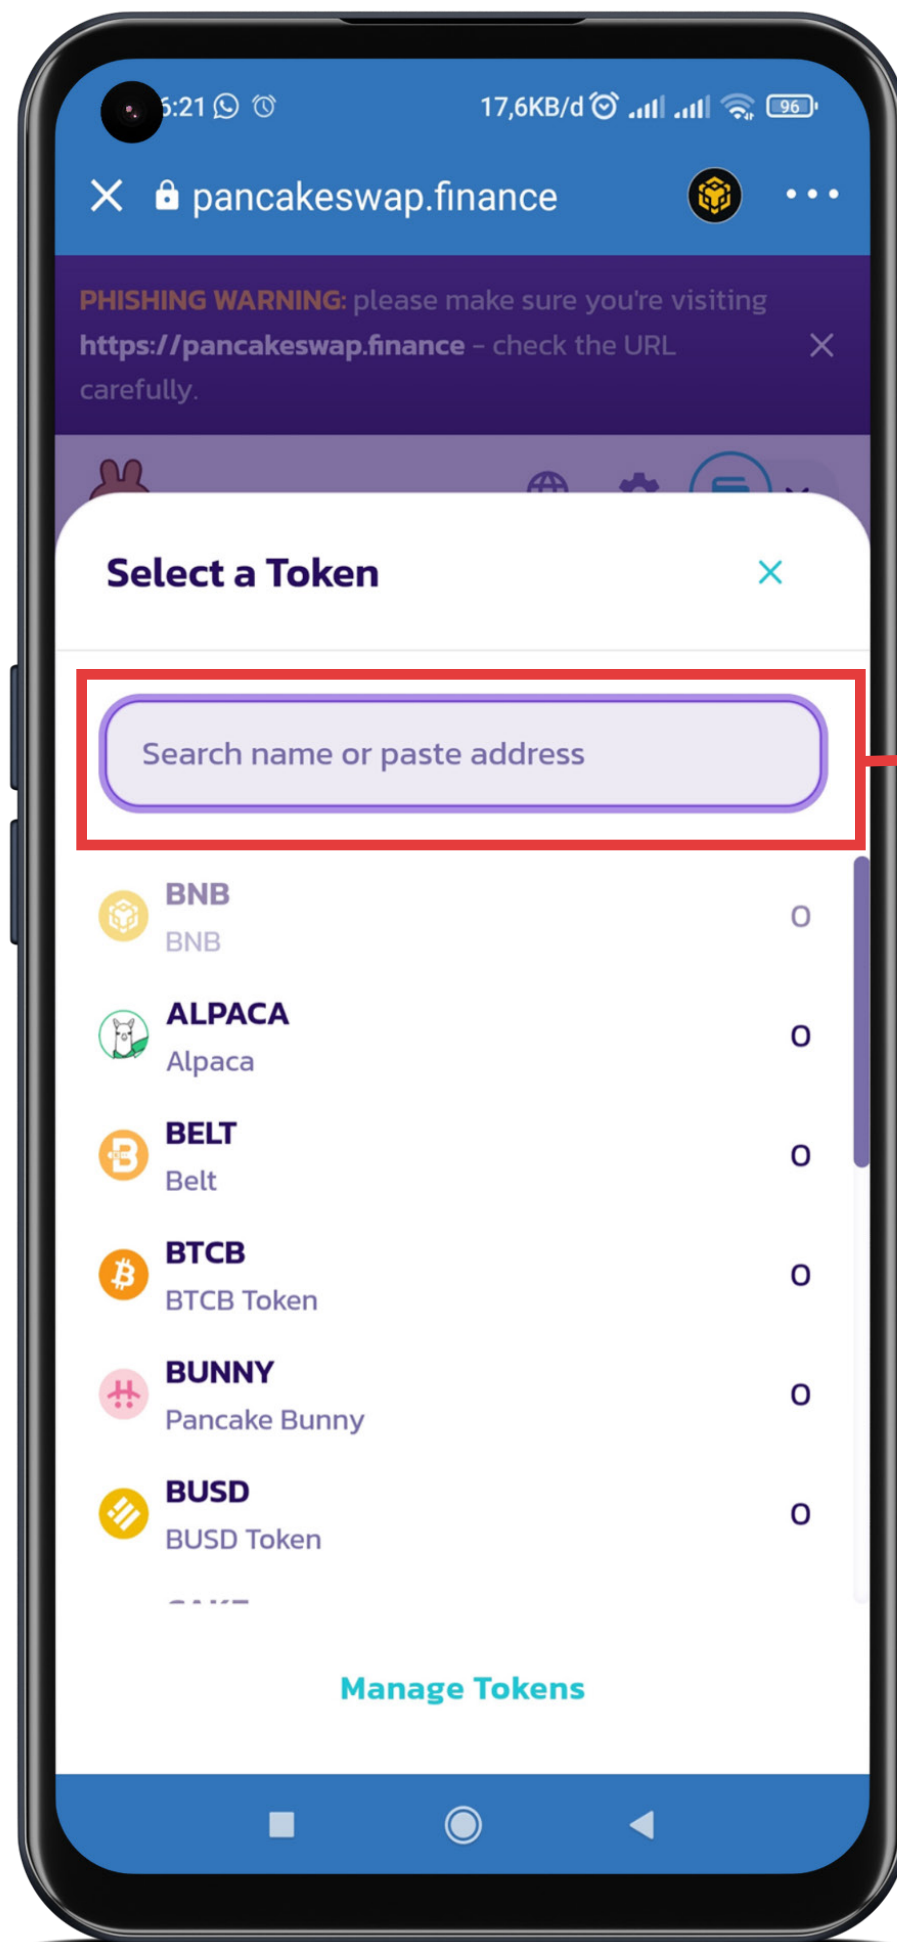 6:21
17,6KB/d
96
pancakeswap.finance
PHISHING WARNING: please make sure you're visiting
https://pancakeswap.finance - check the URL
carefully.
Select a Token
Search name or paste address
BNB
0
BNB
ALPACA
0
Alpaca
BELT
0
Belt
BTCB
0
BTCB Token
BUNNY
0
Pancake Bunny
BUSD
0
BUSD Token
Manage Tokens